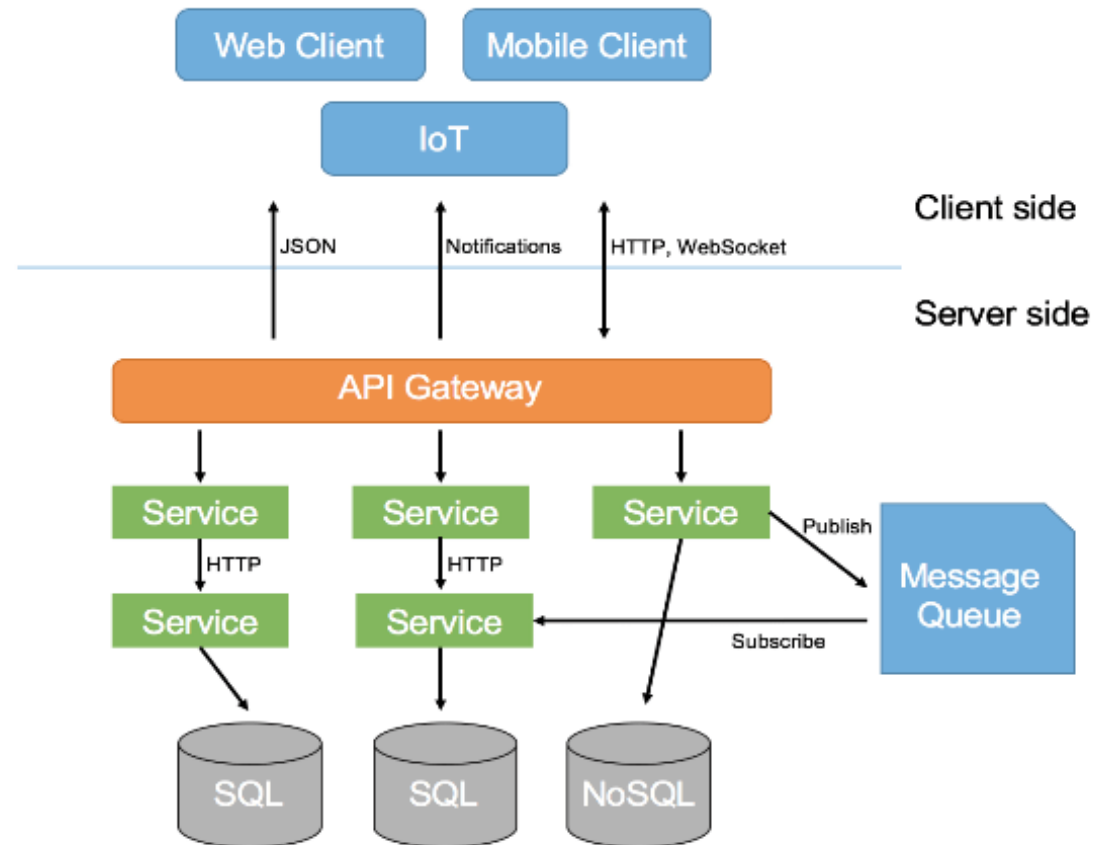 Web Client
Mobile Client
IoT
Client side
JSON
Notifications
HTTP, WebSocket
Server side
API Gateway
Service
Service
Service
Publish
HTTP
HTTP
Message
Queue
Service
Service
Subscribe
SQL
SQL
NoSQL